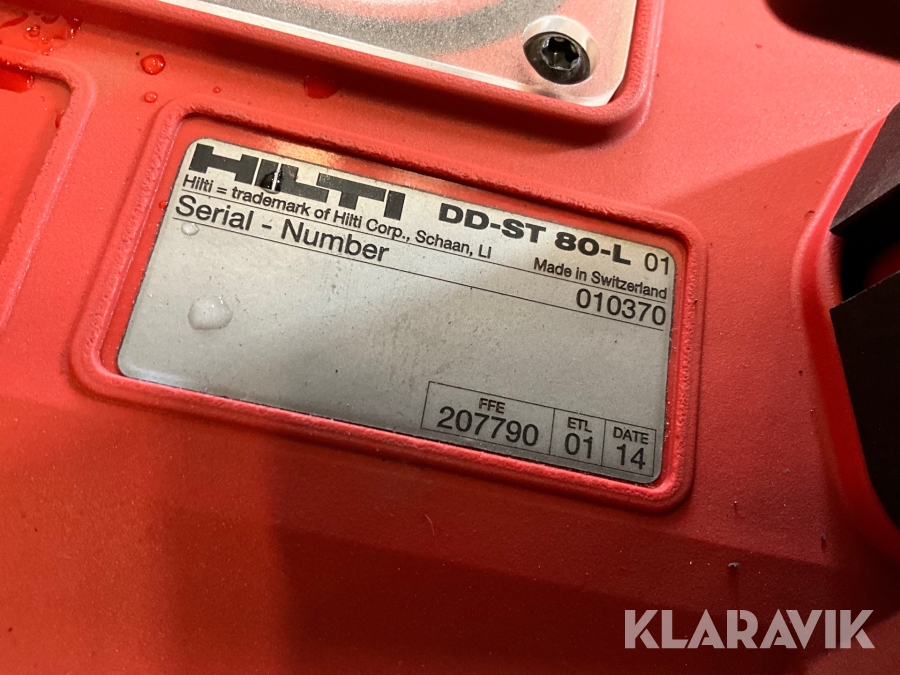 HILTI DD-ST 80-L 01
Hilti = trademark of Hilti Corp., Schaan, LI Made in Switzerland
Serial - Number 010370
FFE ETL DATE
207790 01 14
KLARAVIK